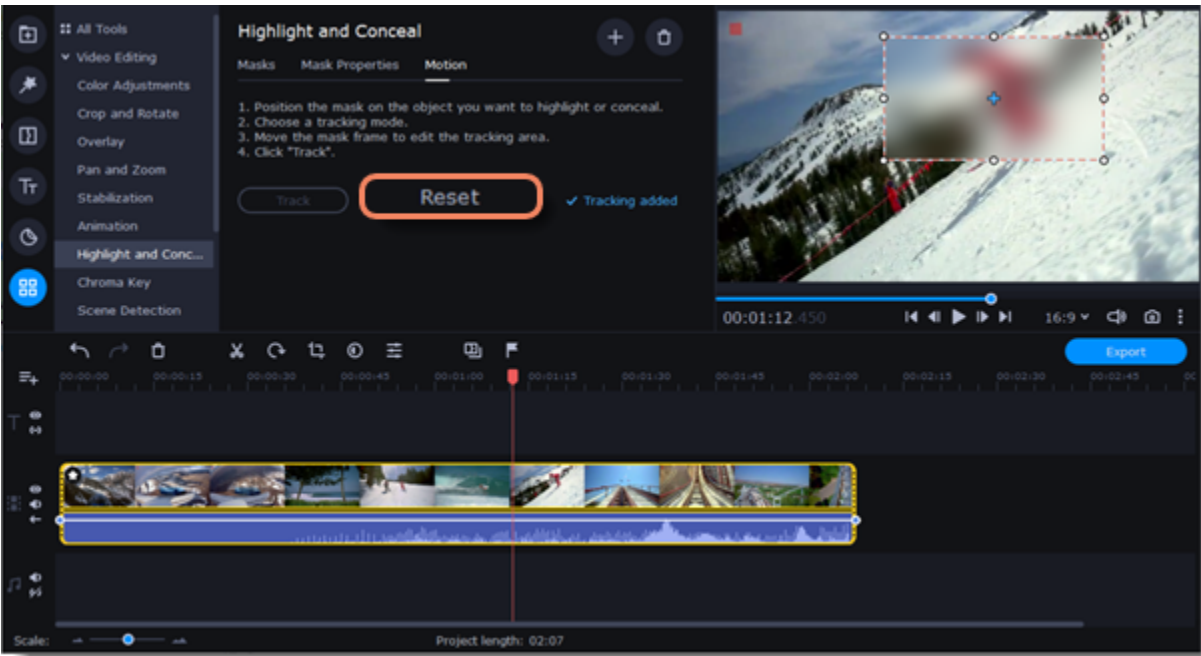 All Tools
Video Editing
Color Adjustments
Crop and Rotate
Overlay
Pan and Zoom
Stabilization
Animation
Highlight and Conc...
Chroma Key
Scene Detection
Highlight and Conceal
Masks Mask Properties Motion
1. Position the mask on the object you want to highlight or conceal.
2. Choose a tracking mode.
3. Move the mask frame to edit the tracking area.
4. Click "Track".
Track Reset Tracking added
00:01:12.450 16:9
Export
00:00:00 00:00:15 00:00:30 00:00:45 00:01:00 00:01:15 00:01:30 00:01:45 00:02:00 00:02:15 00:02:30 00:02:45 00
Scale: Project length: 02:07